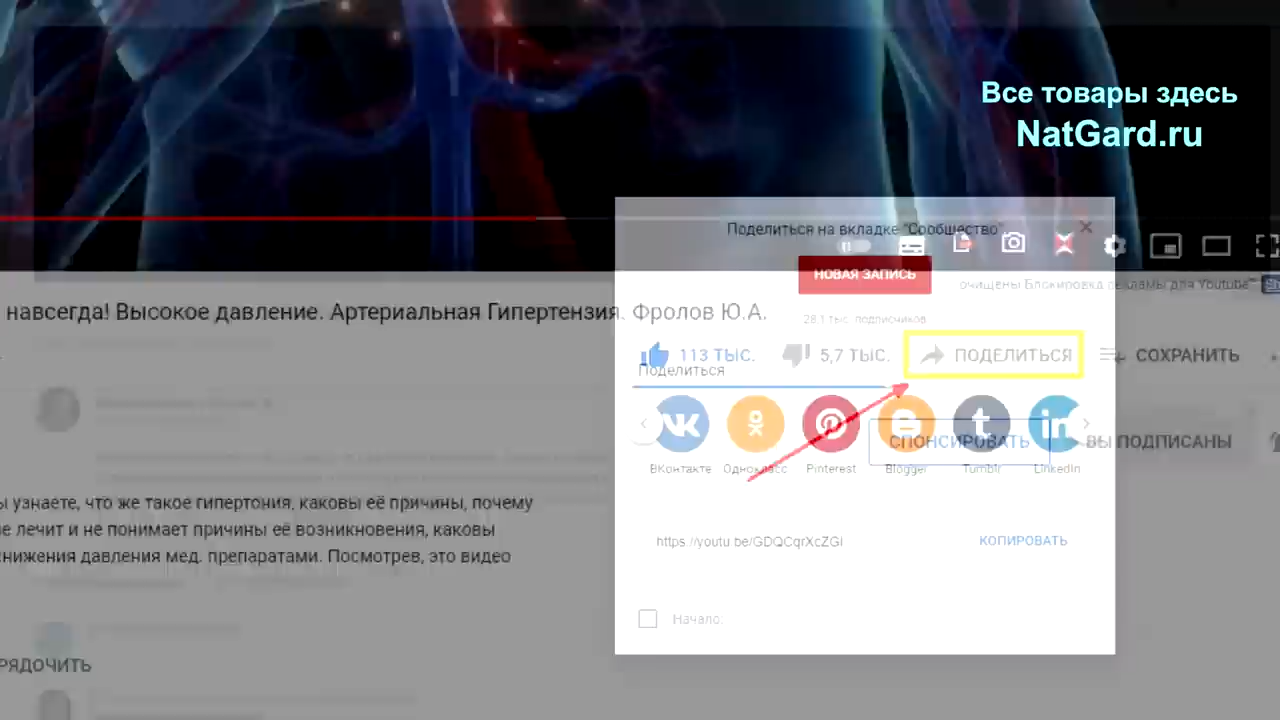 Все товары здесь
NatGard.ru
Поделиться на вкладке "Сообщество"
НОВАЯ ЗАПИСЬ
очищены Блокировка рекламы для Youtube™
навсегда! Высокое давление. Артериальная Гипертензия. Фролов Ю.А.
28,1 тыс. подписчиков
113 ТЫС.
5,7 ТЫС.
ПОДЕЛИТЬСЯ
СОХРАНИТЬ
Поделиться
СПОНСИРОВАТЬ
ВЫ ПОДПИСАНЫ
ВКонтакте
Однокласс
Pinterest
Blogger
Tumblr
LinkedIn
ы узнаете, что же такое гипертония, каковы её причины, почему
е лечит и не понимает причины её возникновения, каковы
снижения давления мед. препаратами. Посмотрев, это видео
https://youtu.be/GDQCqrXcZGI
КОПИРОВАТЬ
Начало:
РЯДОЧИТЬ